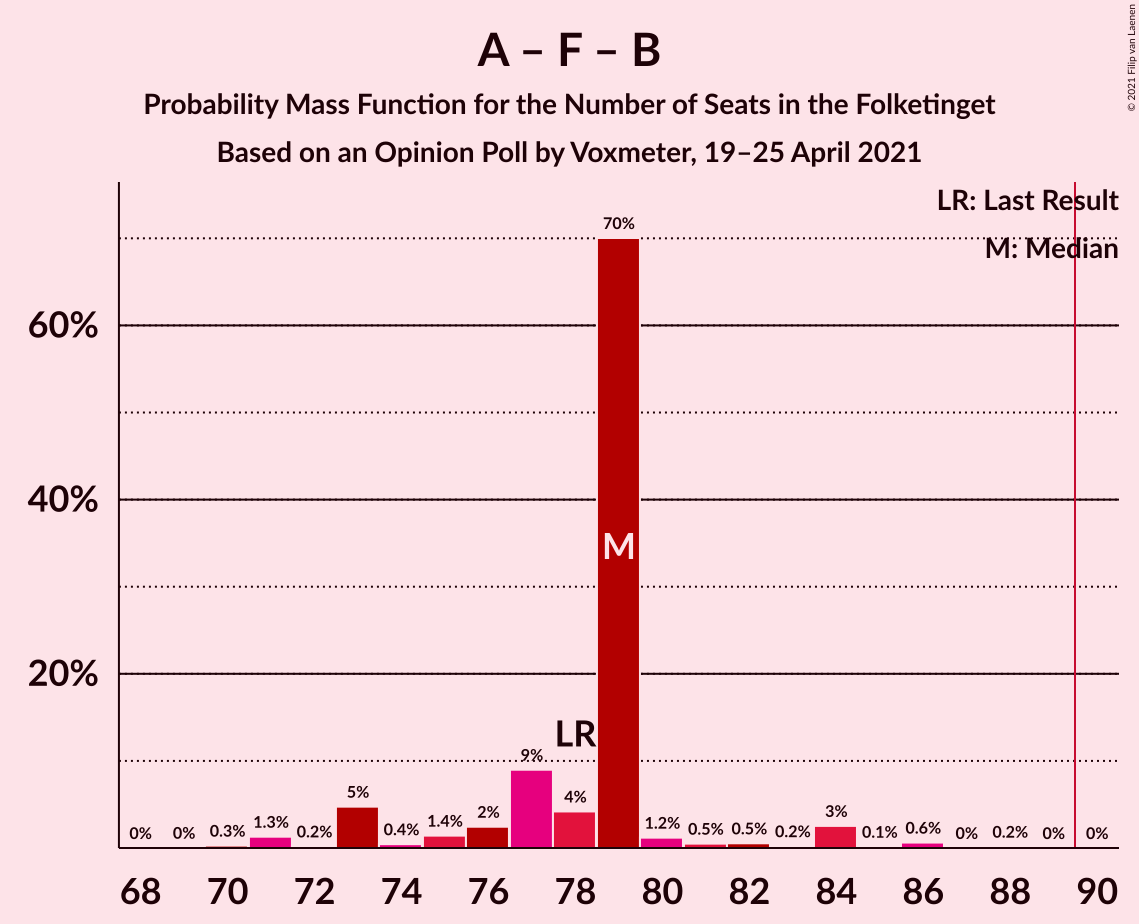 A – F – B
Probability Mass Function for the Number of Seats in the Folketinget
Based on an Opinion Poll by Voxmeter, 19–25 April 2021
© 2021 Filip van Laenen
LR: Last Result
M: Median
60%
40%
20%
0% 0% 0.3% 1.3% 0.2% 5% 0.4% 1.4% 2% 9% 4% 70% 1.2% 0.5% 0.5% 0.2% 3% 0.1% 0.6% 0% 0.2% 0% 0%
LR
M
68 70 72 74 76 78 80 82 84 86 88 90